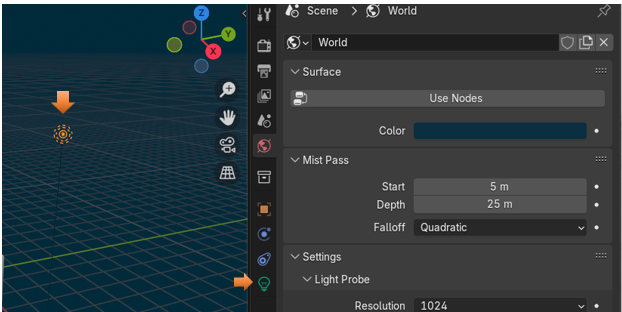 Scene > World
World
Surface
Use Nodes
Color
Mist Pass
Start 5 m
Depth 25 m
Falloff Quadratic
Settings
Light Probe
Resolution 1024
Z
Y
X